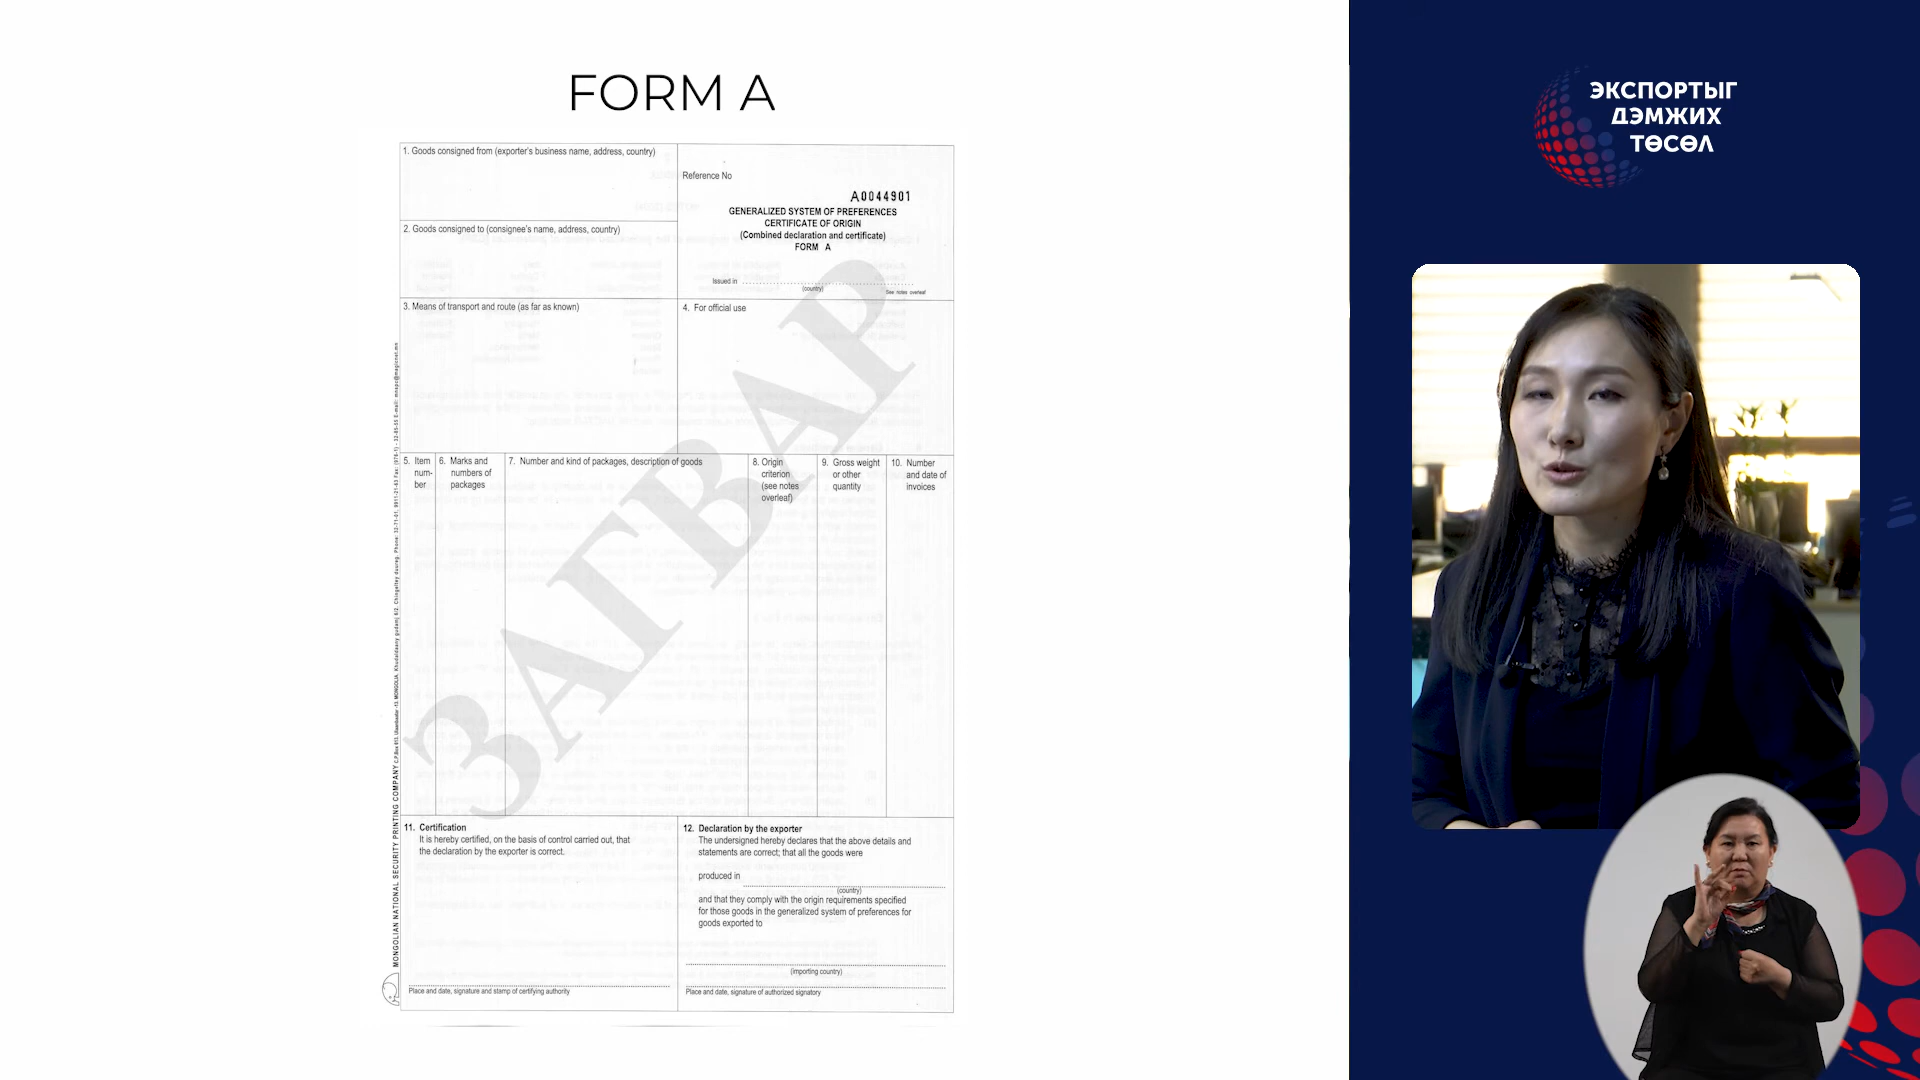 FORM A
1. Goods consigned from (exporter's business name, address, country)
Reference No
A0044901
GENERALIZED SYSTEM OF PREFERENCES
CERTIFICATE OF ORIGIN
(Combined declaration and certificate)
FORM A
Issued in
(country)
See notes overleaf
2. Goods consigned to (consignee's name, address, country)
3. Means of transport and route (as far as known)
4. For official use
5. Item
num-
ber
6. Marks and
numbers of
packages
7. Number and kind of packages, description of goods
8. Origin
criterion
(see notes
overleaf)
9. Gross weight
or other
quantity
10. Number
and date of
invoices
ЗАГВАР
11. Certification
It is hereby certified, on the basis of control carried out, that
the declaration by the exporter is correct.
Place and date, signature and stamp of certifying authority
12. Declaration by the exporter
The undersigned hereby declares that the above details and
statements are correct; that all the goods were
produced in
(country)
and that they comply with the origin requirements specified
for those goods in the generalized system of preferences for
goods exported to
(importing country)
Place and date, signature of authorized signatory
MONGOLIAN NATIONAL SECURITY PRINTING COMPANY
ЭКСПОРТЫГ
ДЭМЖИХ
ТӨСӨЛ